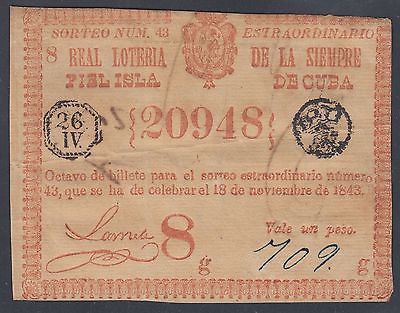 SORTEO NUM. 43 ESTRAORDINARIO
8 REAL LOTERIA DE LA SIEMPRE
FIEL ISLA DE CUBA
26
IV.
{20948}
Octavo de billete para el sorteo estraordinario número
43, que se ha de celebrar el 18 de noviembre de 1843.
Vale un peso.
8
g 709. g